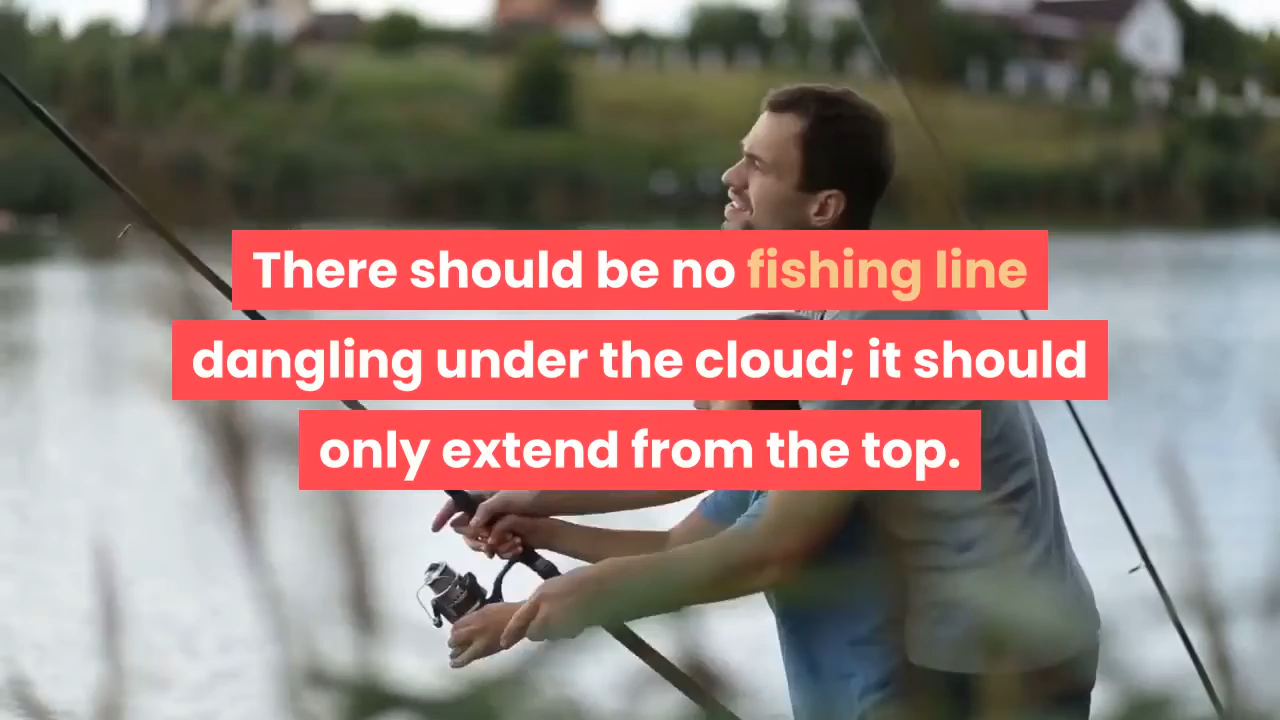 There should be no fishing line
dangling under the cloud; it should
only extend from the top.